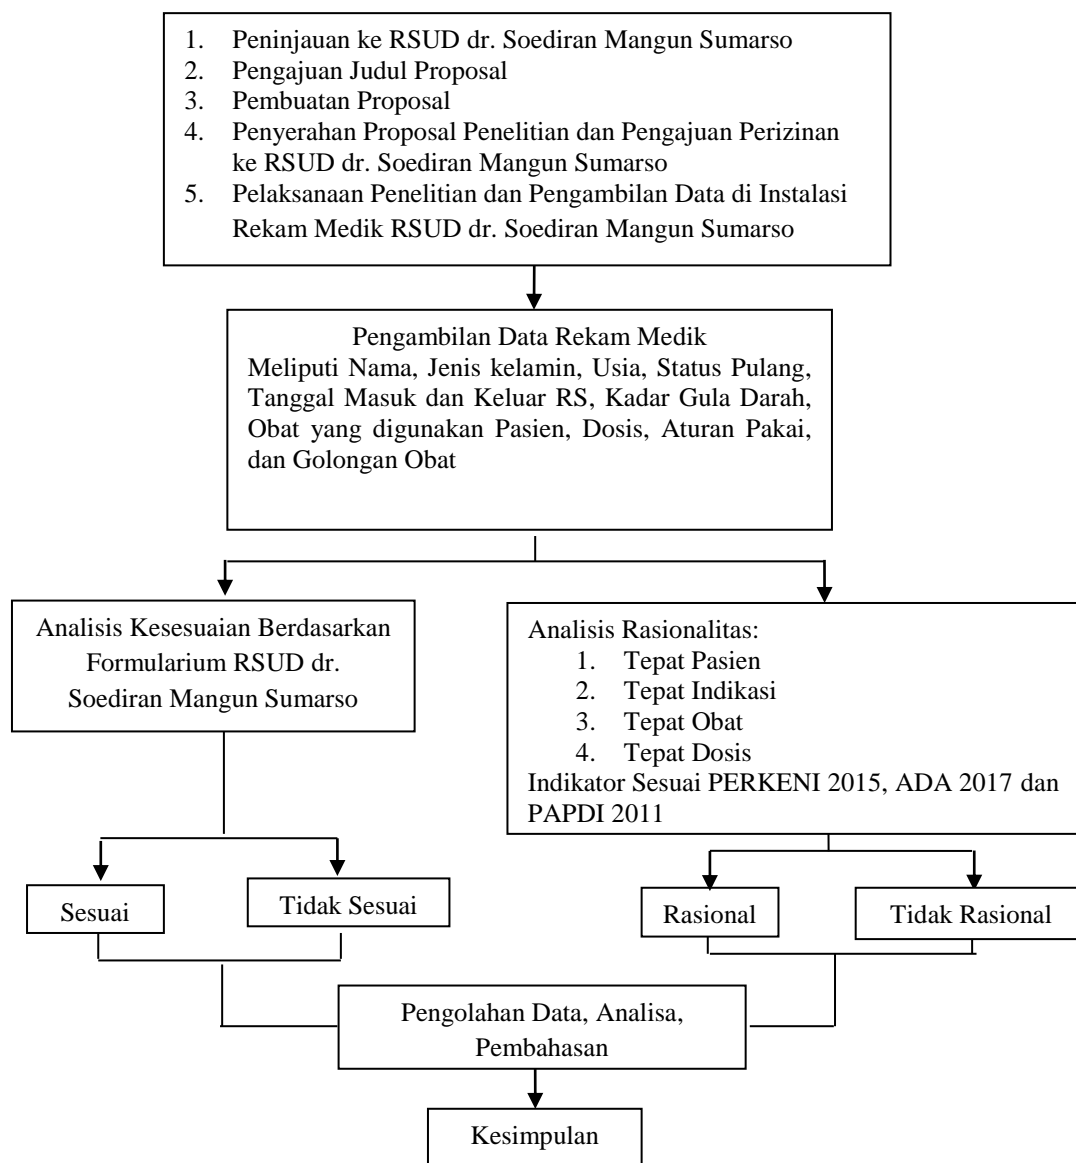 1. Peninjauan ke RSUD dr. Soediran Mangun Sumarso
2. Pengajuan Judul Proposal
3. Pembuatan Proposal
4. Penyerahan Proposal Penelitian dan Pengajuan Perizinan
ke RSUD dr. Soediran Mangun Sumarso
5. Pelaksanaan Penelitian dan Pengambilan Data di Instalasi
Rekam Medik RSUD dr. Soediran Mangun Sumarso
Pengambilan Data Rekam Medik
Meliputi Nama, Jenis kelamin, Usia, Status Pulang,
Tanggal Masuk dan Keluar RS, Kadar Gula Darah,
Obat yang digunakan Pasien, Dosis, Aturan Pakai,
dan Golongan Obat
Analisis Kesesuaian Berdasarkan
Formularium RSUD dr.
Soediran Mangun Sumarso
Analisis Rasionalitas:
1. Tepat Pasien
2. Tepat Indikasi
3. Tepat Obat
4. Tepat Dosis
Indikator Sesuai PERKENI 2015, ADA 2017 dan
PAPDI 2011
Sesuai
Tidak Sesuai
Rasional
Tidak Rasional
Pengolahan Data, Analisa,
Pembahasan
Kesimpulan